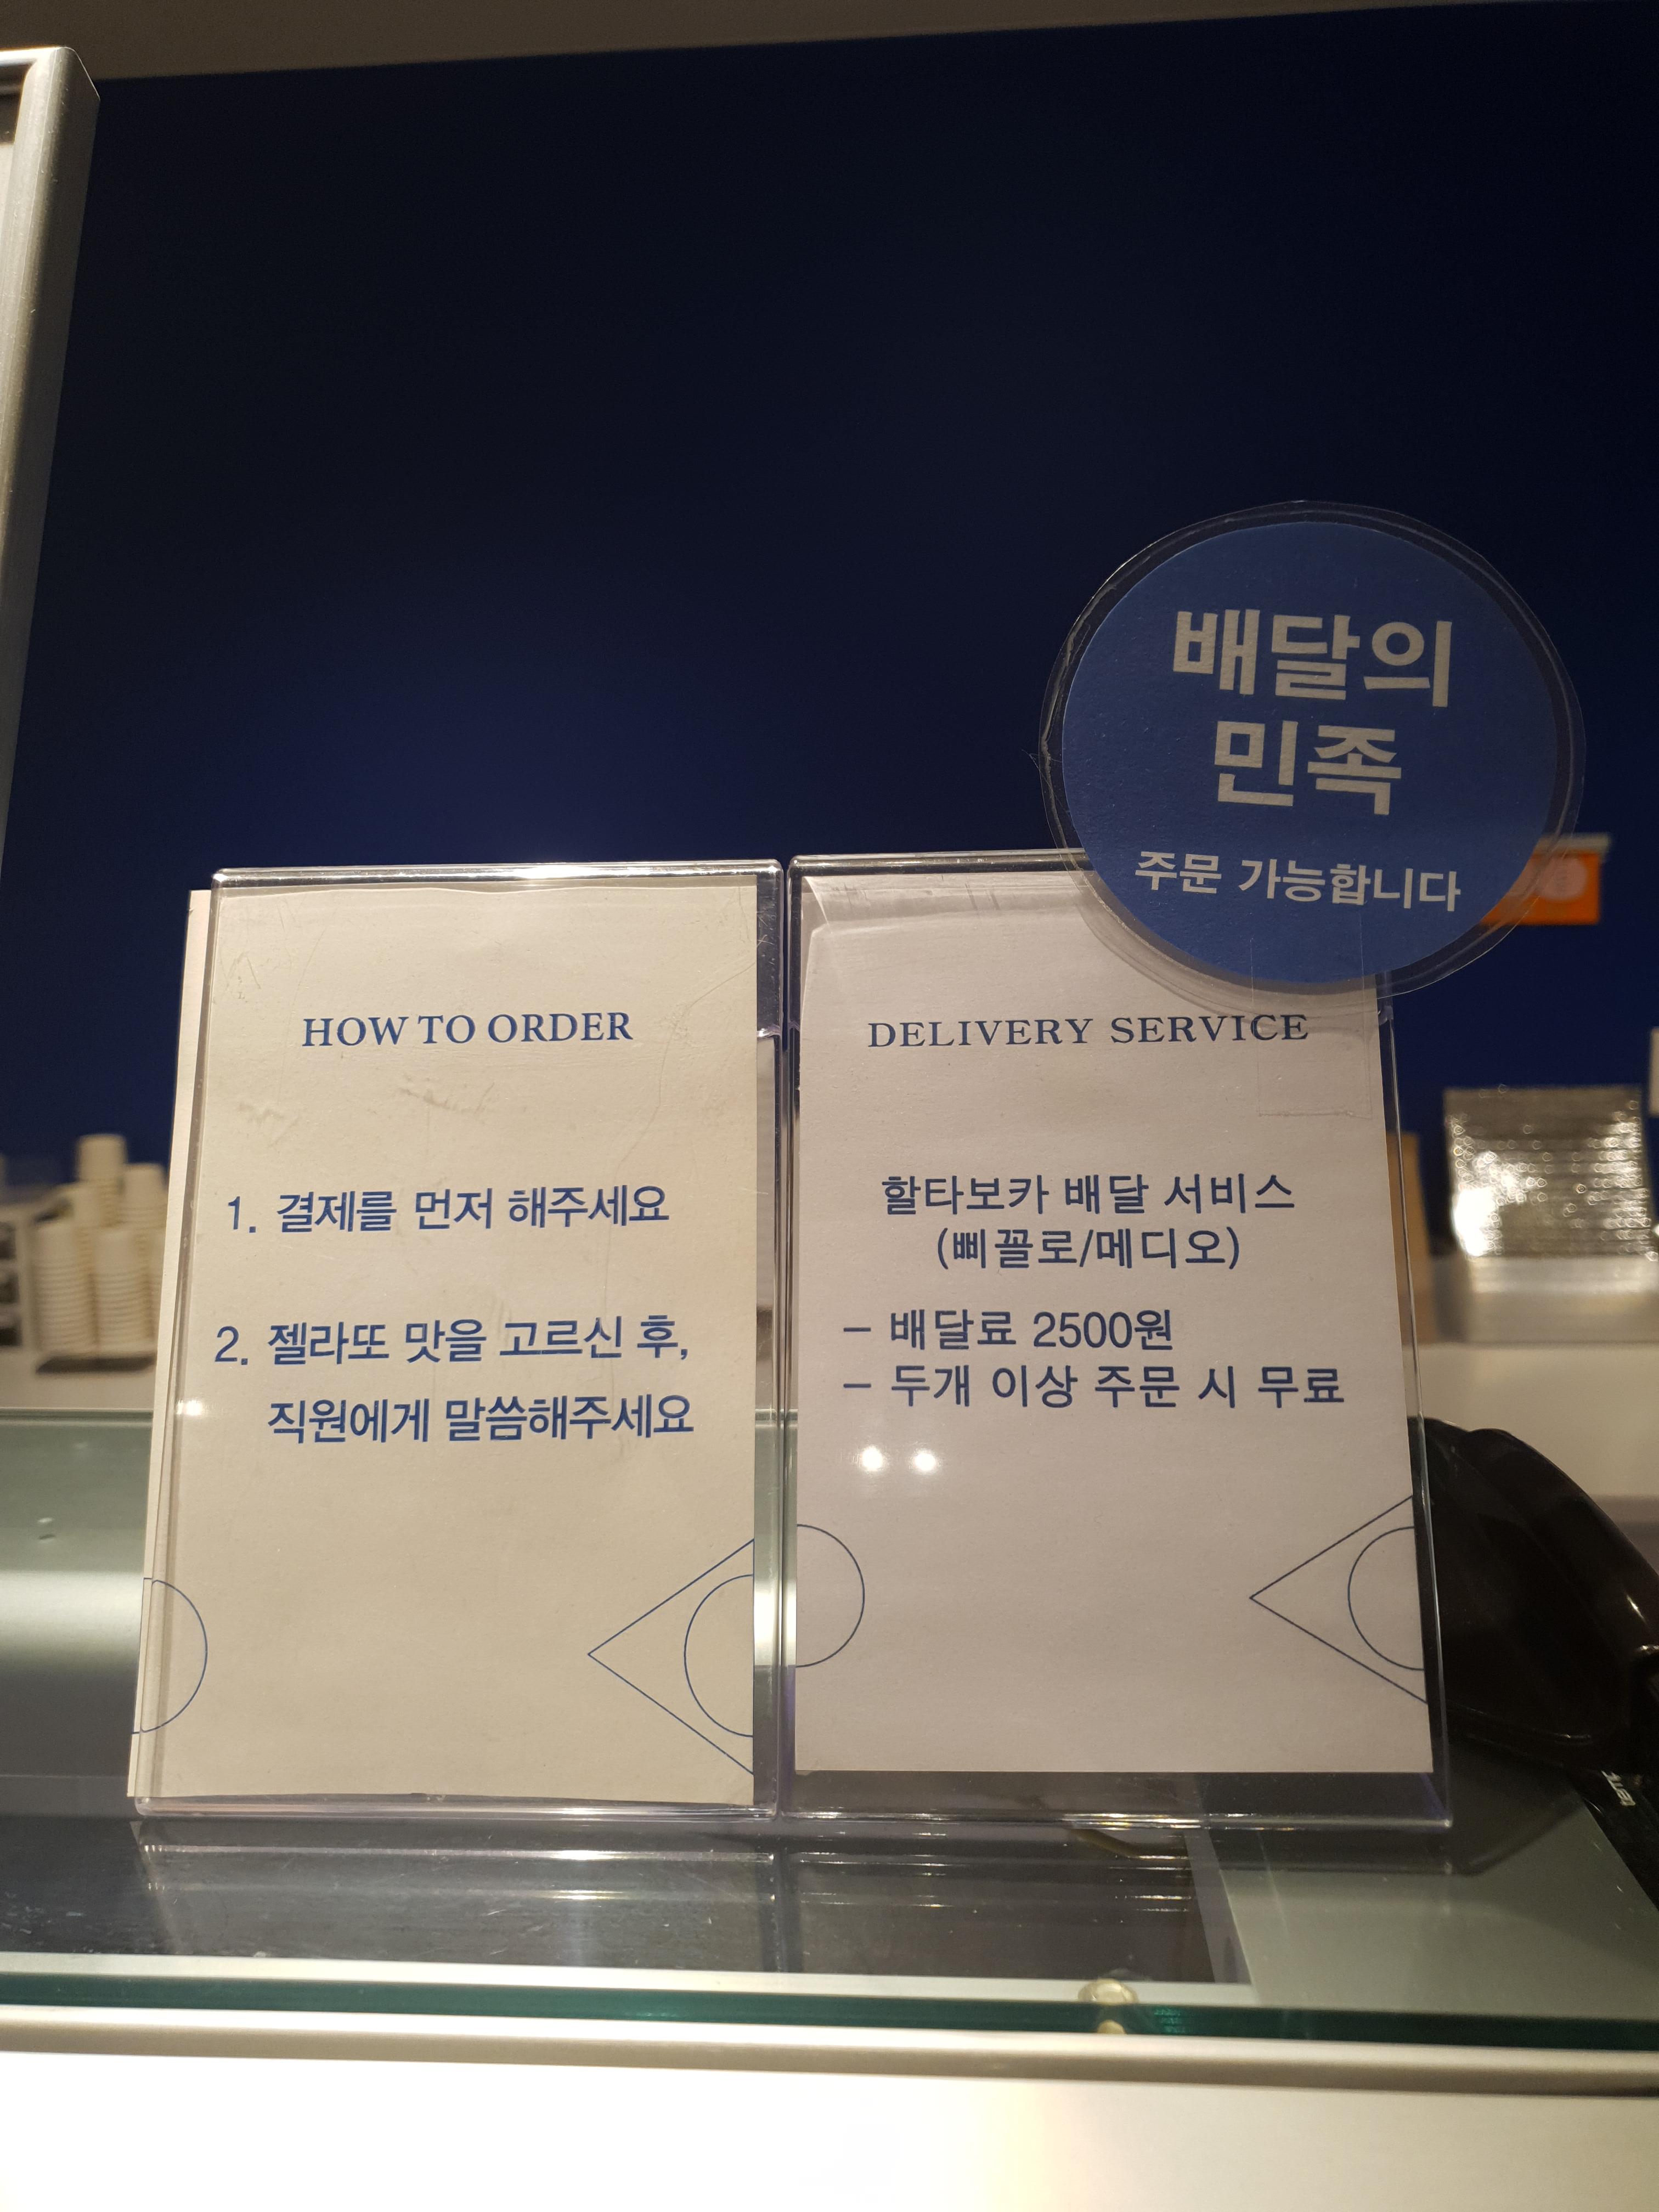 배달의
민족
주문 가능합니다
HOW TO ORDER
1. 결제를 먼저 해주세요
2. 젤라또 맛을 고르신 후,
직원에게 말씀해주세요
DELIVERY SERVICE
할타보카 배달 서비스
(삐꼴로/메디오)
– 배달료 2500원
– 두개 이상 주문 시 무료